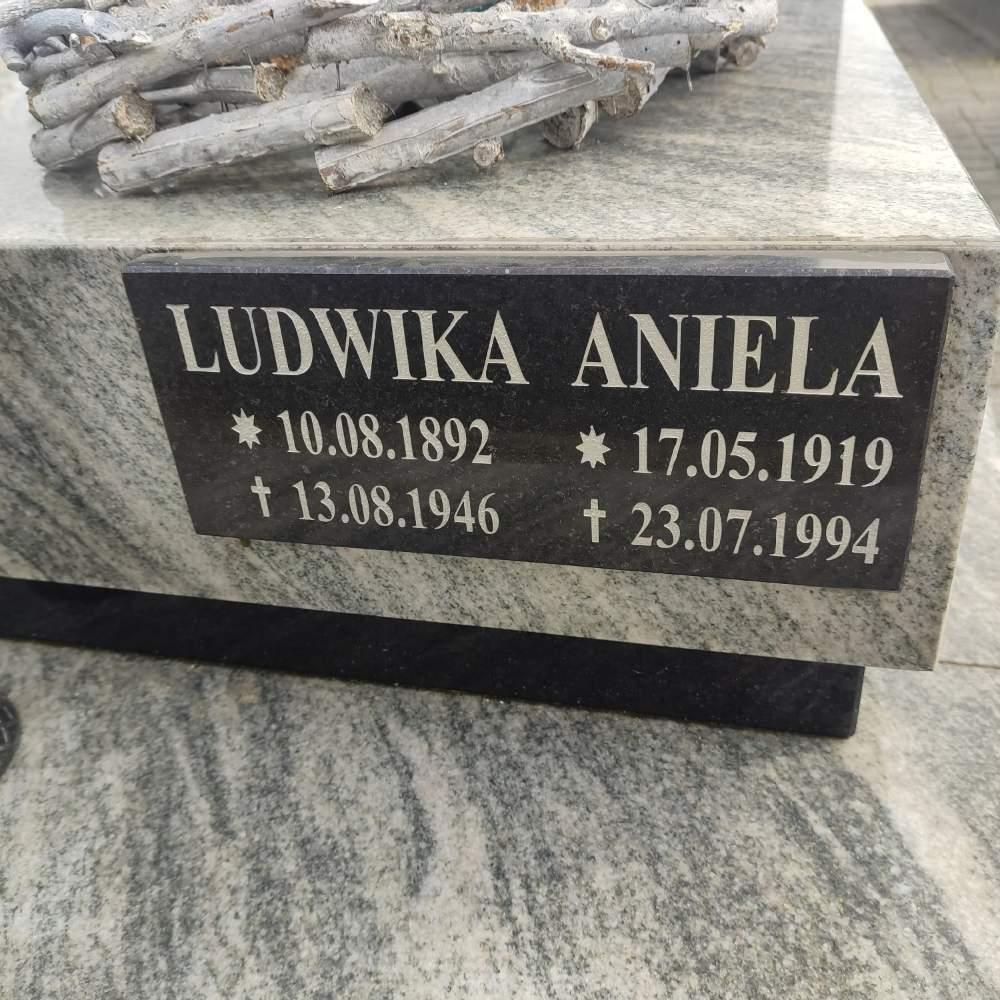 LUDWIKA ANIELA
* 10.08.1892 * 17.05.1919
† 13.08.1946 † 23.07.1994